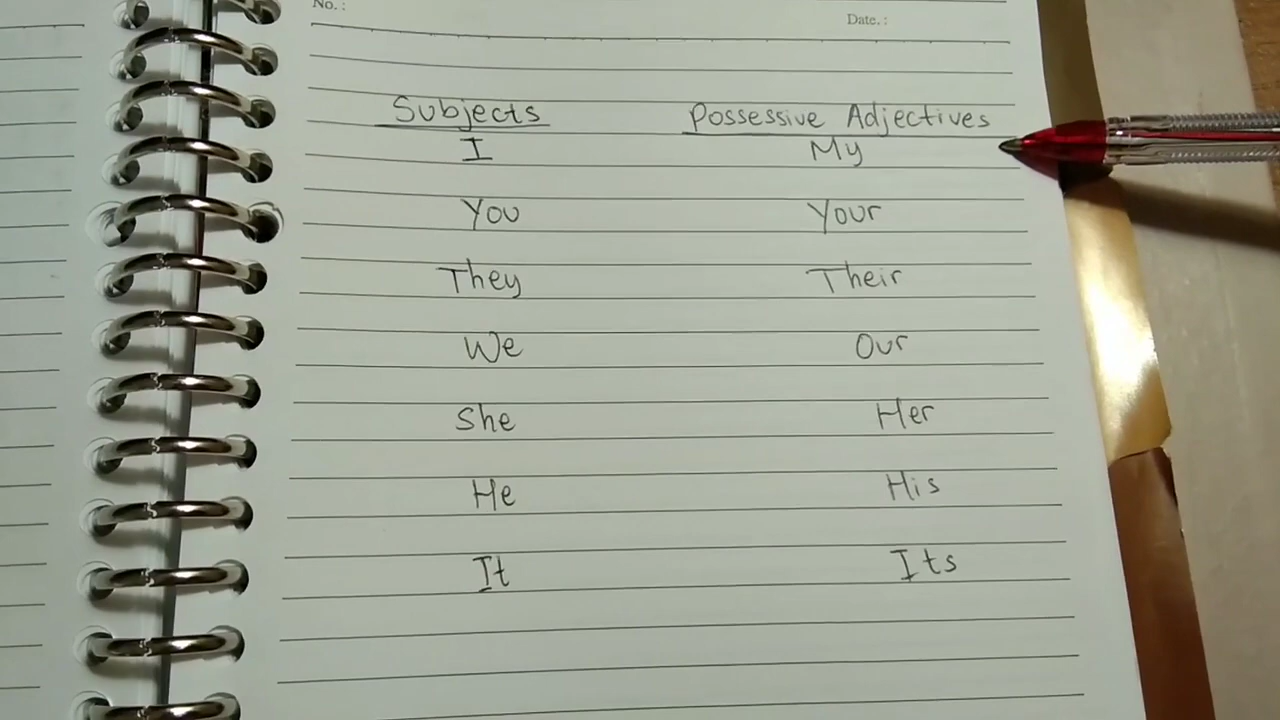 No. :
Date. :
Subjects Possessive Adjectives
I My
You Your
They Their
We Our
She Her
He His
It Its